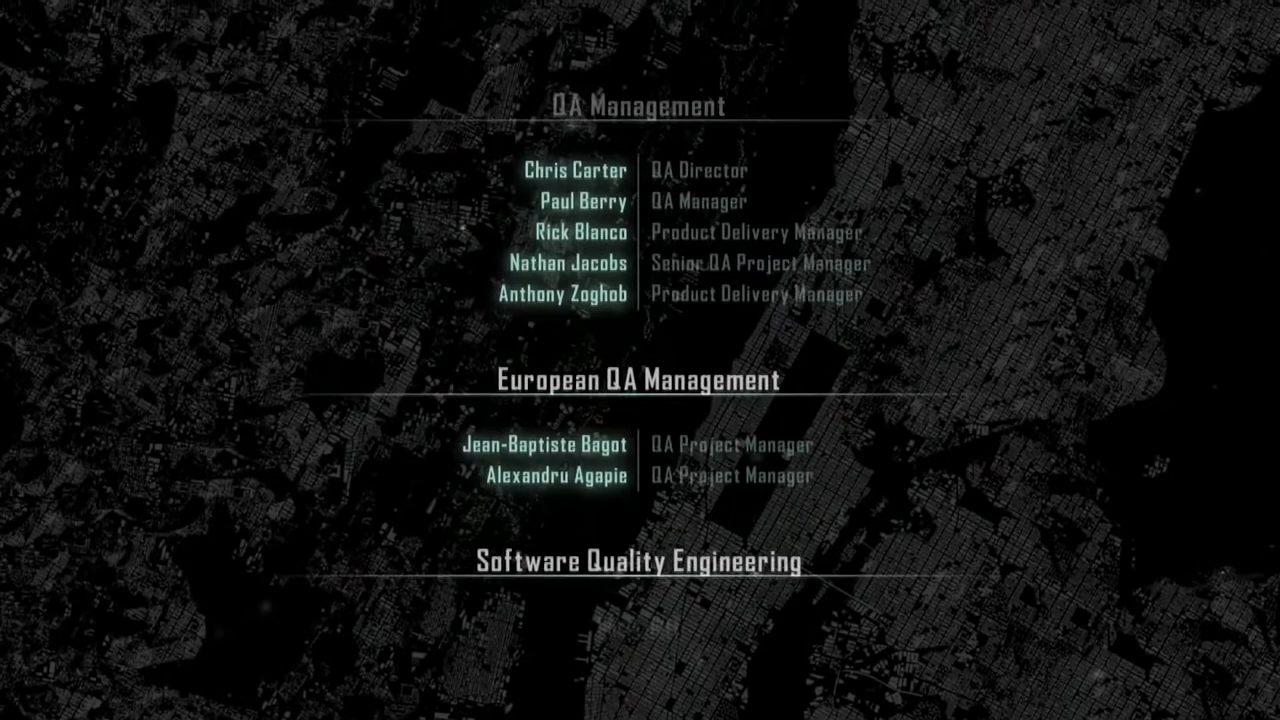 QA Management
Chris Carter QA Director
Paul Berry QA Manager
Rick Blanco Product Delivery Manager
Nathan Jacobs Senior QA Project Manager
Anthony Zoghob Product Delivery Manager
European QA Management
Jean-Baptiste Bagot QA Project Manager
Alexandru Agapie QA Project Manager
Software Quality Engineering